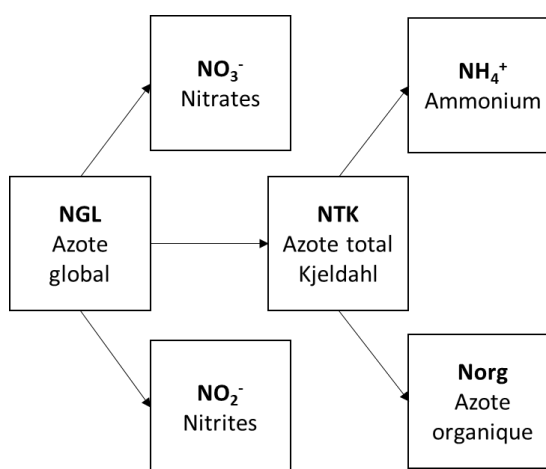 NO₃⁻
Nitrates
NH₄⁺
Ammonium
NGL
Azote
global
NTK
Azote total
Kjeldahl
NO₂⁻
Nitrites
Norg
Azote
organique